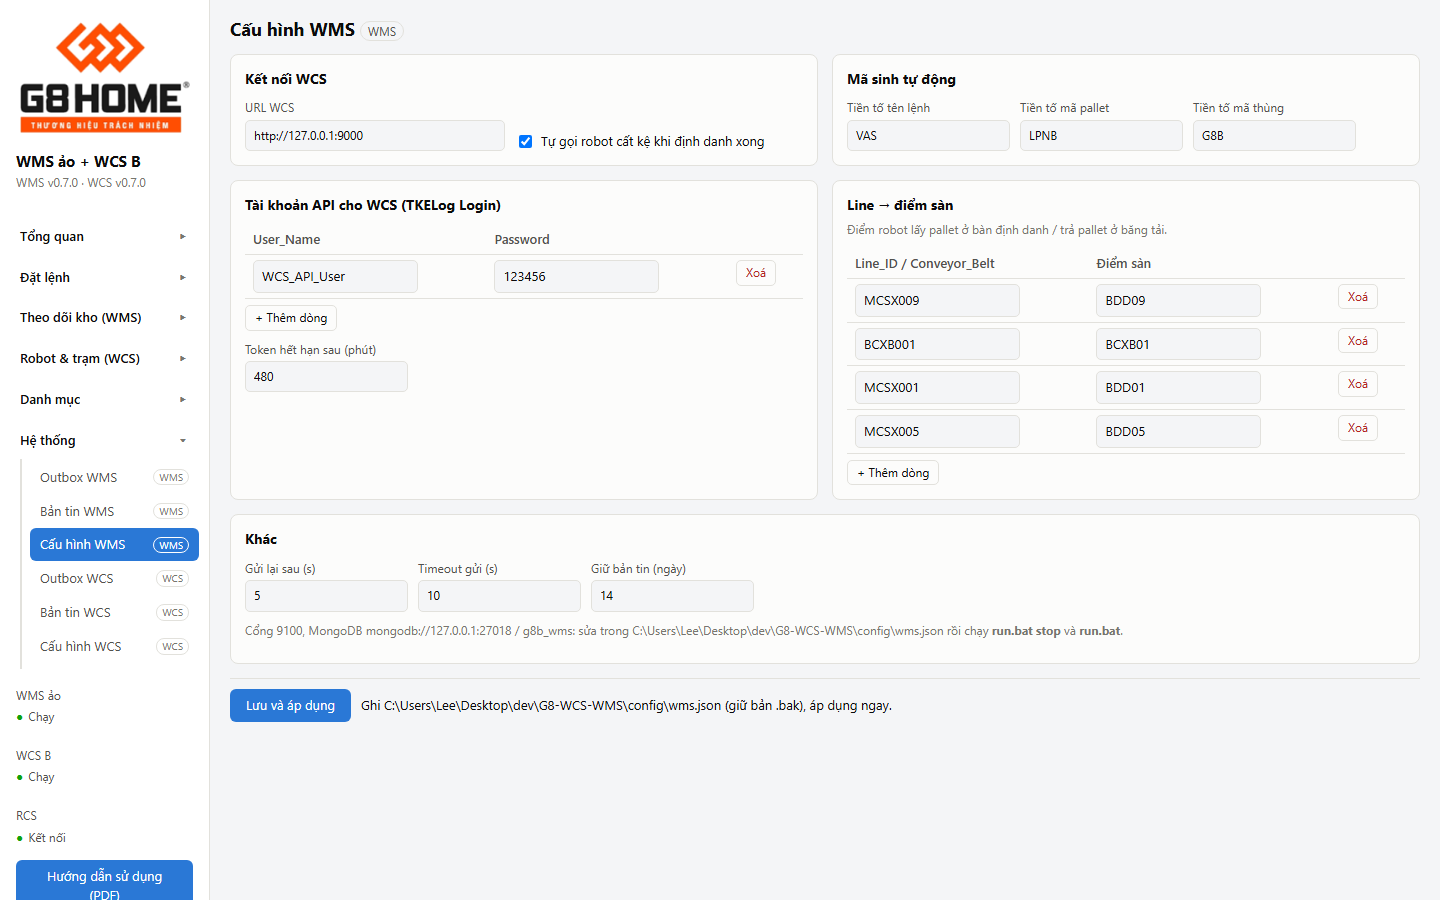 G8 HOME®
THƯƠNG HIỆU TRÁCH NHIỆM
WMS ảo + WCS B
WMS v0.7.0 · WCS v0.7.0
Tổng quan
Đặt lệnh
Theo dõi kho (WMS)
Robot & trạm (WCS)
Danh mục
Hệ thống
Outbox WMS WMS
Bản tin WMS WMS
Cấu hình WMS WMS
Outbox WCS WCS
Bản tin WCS WCS
Cấu hình WCS WCS
WMS ảo
Chạy
WCS B
Chạy
RCS
Kết nối
Hướng dẫn sử dụng
(PDF)
Cấu hình WMS WMS
Kết nối WCS
URL WCS
http://127.0.0.1:9000
Tự gọi robot cất kệ khi định danh xong
Mã sinh tự động
Tiền tố tên lệnh Tiền tố mã pallet Tiền tố mã thùng
VAS LPNB G8B
Tài khoản API cho WCS (TKELog Login)
User_Name Password
WCS_API_User 123456 Xoá
+ Thêm dòng
Token hết hạn sau (phút)
480
Line → điểm sàn
Điểm robot lấy pallet ở bàn định danh / trả pallet ở băng tải.
Line_ID / Conveyor_Belt Điểm sàn
MCSX009 BDD09 Xoá
BCXB001 BCXB01 Xoá
MCSX001 BDD01 Xoá
MCSX005 BDD05 Xoá
+ Thêm dòng
Khác
Gửi lại sau (s) Timeout gửi (s) Giữ bản tin (ngày)
5 10 14
Cổng 9100, MongoDB mongodb://127.0.0.1:27018 / g8b_wms: sửa trong C:\Users\Lee\Desktop\dev\G8-WCS-WMS\config\wms.json rồi chạy run.bat stop và run.bat.
Lưu và áp dụng Ghi C:\Users\Lee\Desktop\dev\G8-WCS-WMS\config\wms.json (giữ bản .bak), áp dụng ngay.